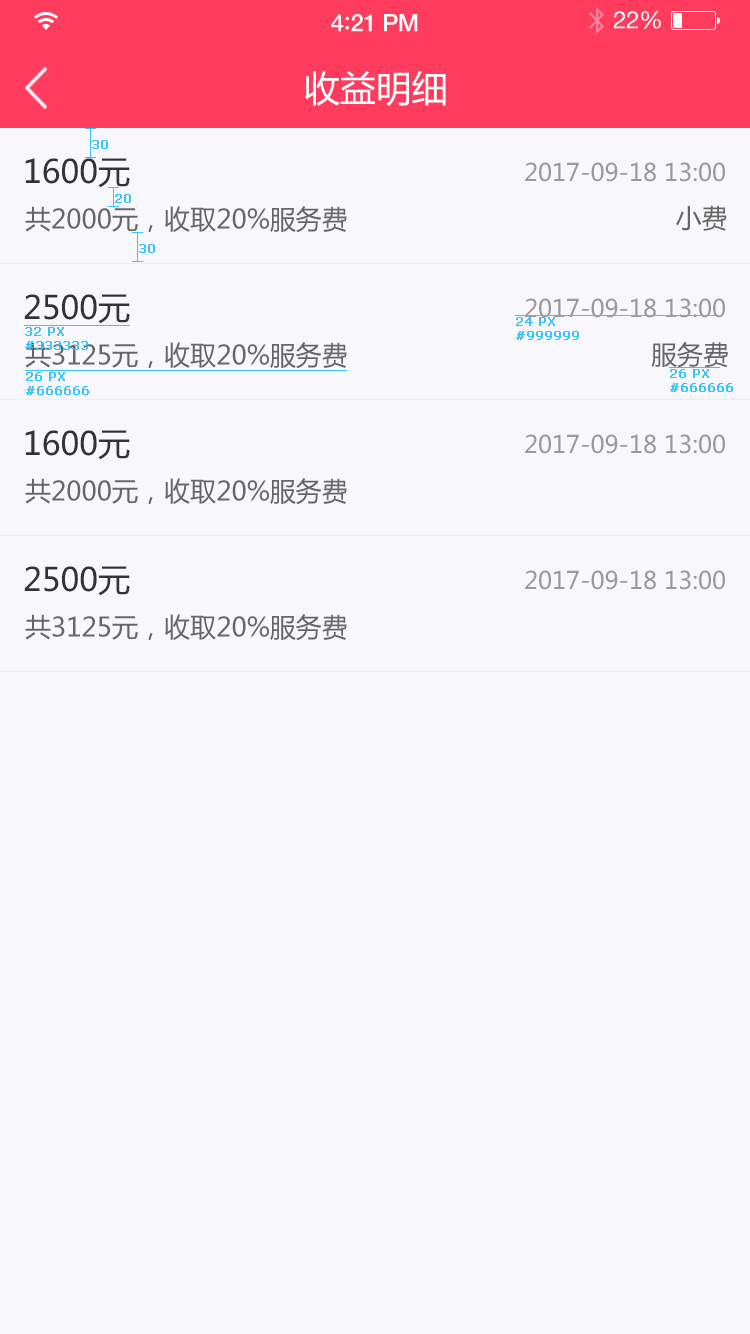 4:21 PM 22%
收益明细
30
1600元 2017-09-18 13:00
20
共2000元，收取20%服务费 小费
30
2500元 2017-09-18 13:00
32 PX 24 PX
#333333 #999999
共3125元，收取20%服务费 服务费
26 PX 26 PX
#666666 #666666
1600元 2017-09-18 13:00
共2000元，收取20%服务费
2500元 2017-09-18 13:00
共3125元，收取20%服务费